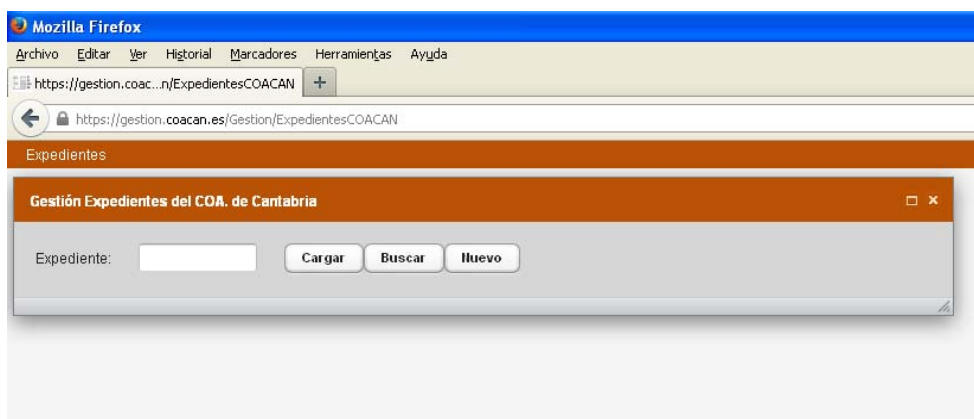 Mozilla Firefox
Archivo Editar Ver Historial Marcadores Herramientas Ayuda
https://gestion.coac...n/ExpedientesCOACAN +
https://gestion.coacan.es/Gestion/ExpedientesCOACAN
Expedientes
Gestión Expedientes del COA. de Cantabria
Expediente: Cargar Buscar Nuevo